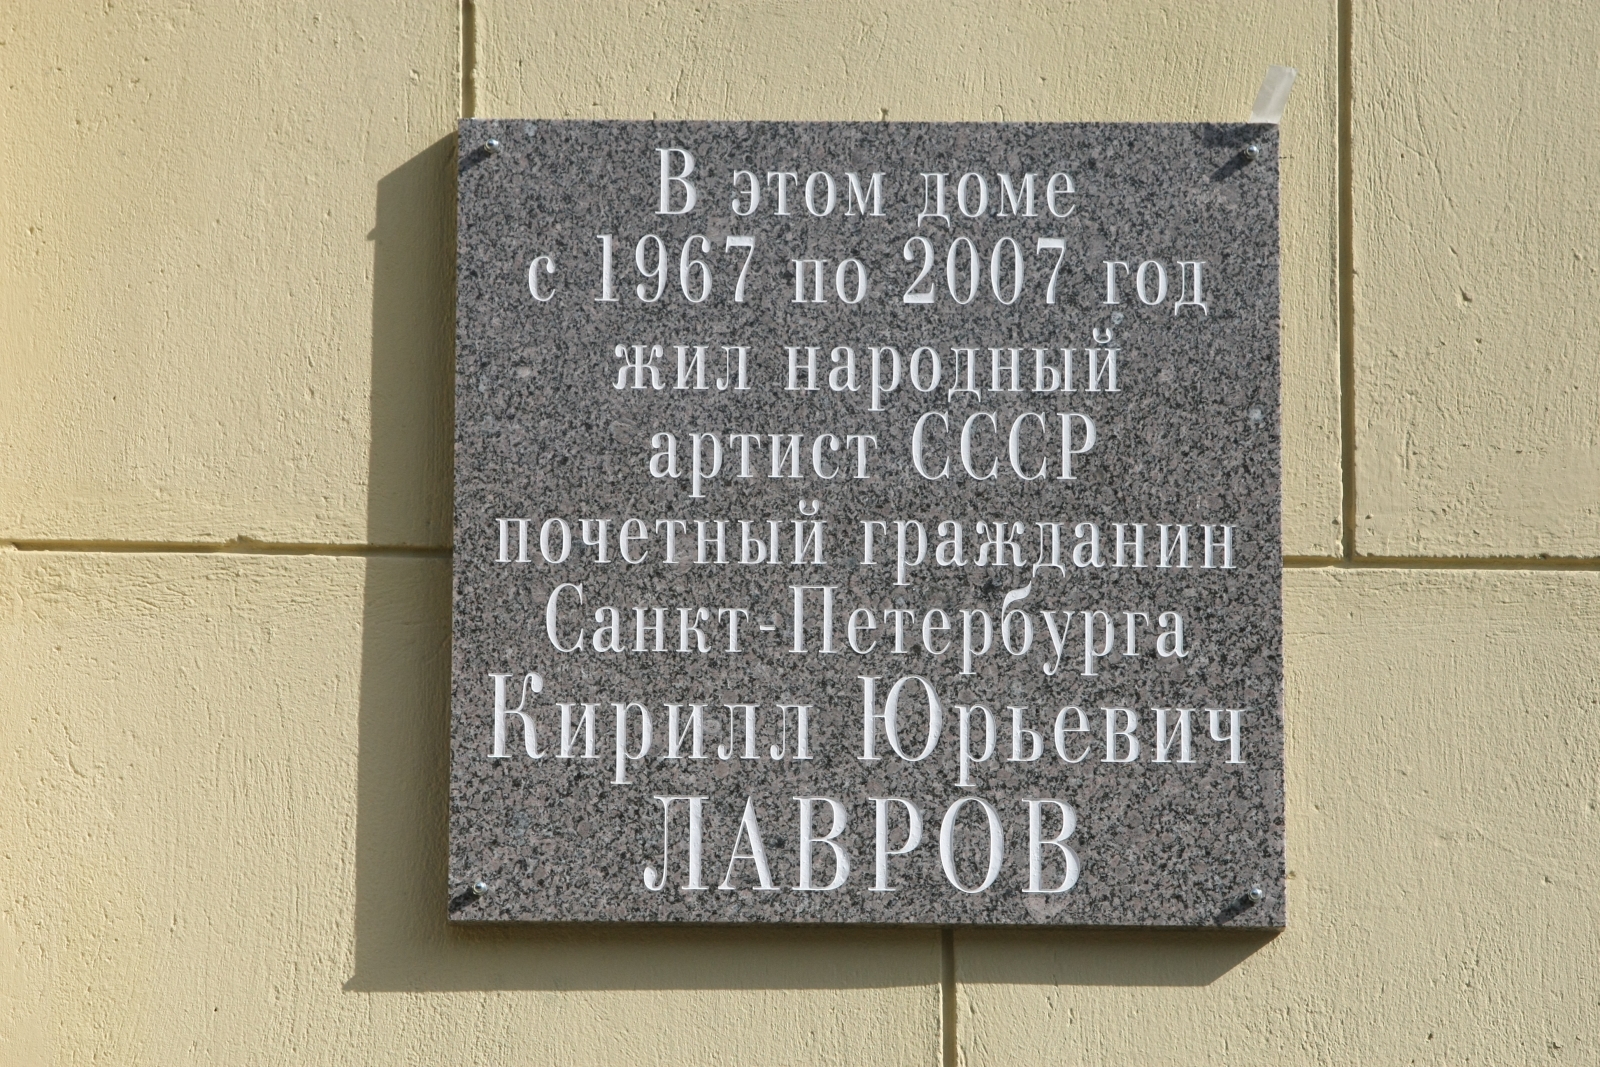 В этом доме
с 1967 по 2007 год
жил народный
артист СССР
почетный гражданин
Санкт-Петербурга
Кирилл Юрьевич
ЛАВРОВ